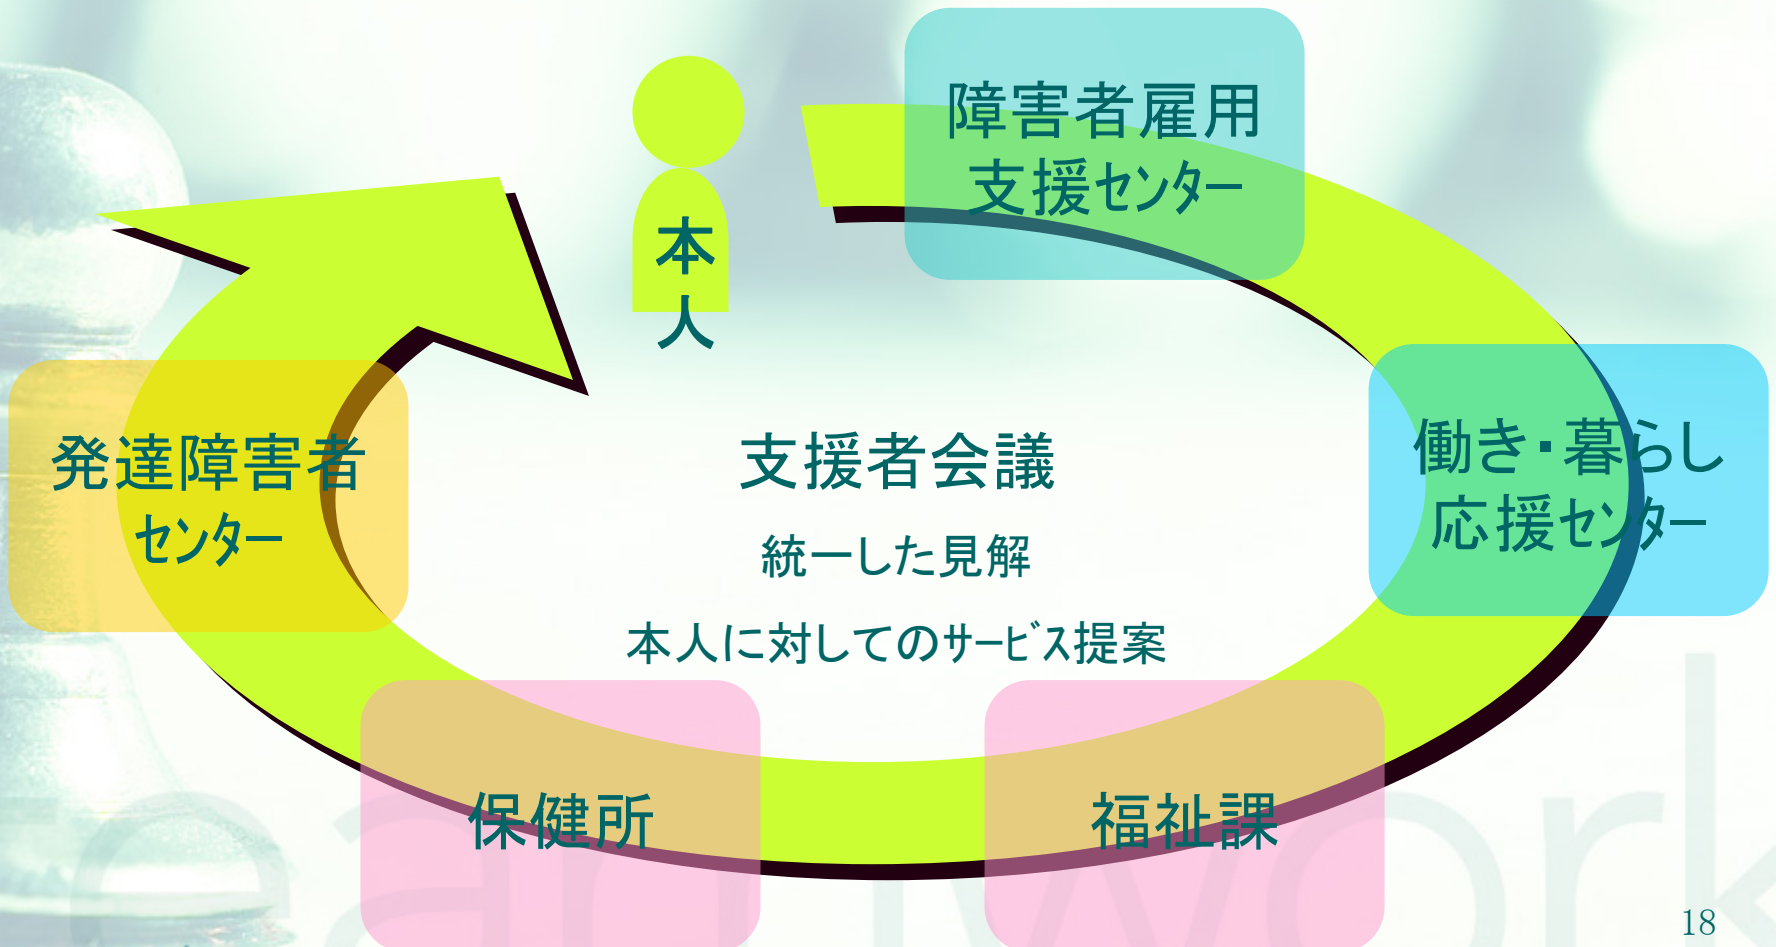 障害者雇用
支援センター
本
人
働き・暮らし
応援センター
発達障害者
センター
支援者会議
統一した見解
本人に対してのサービス提案
保健所
福祉課
eamwork
18